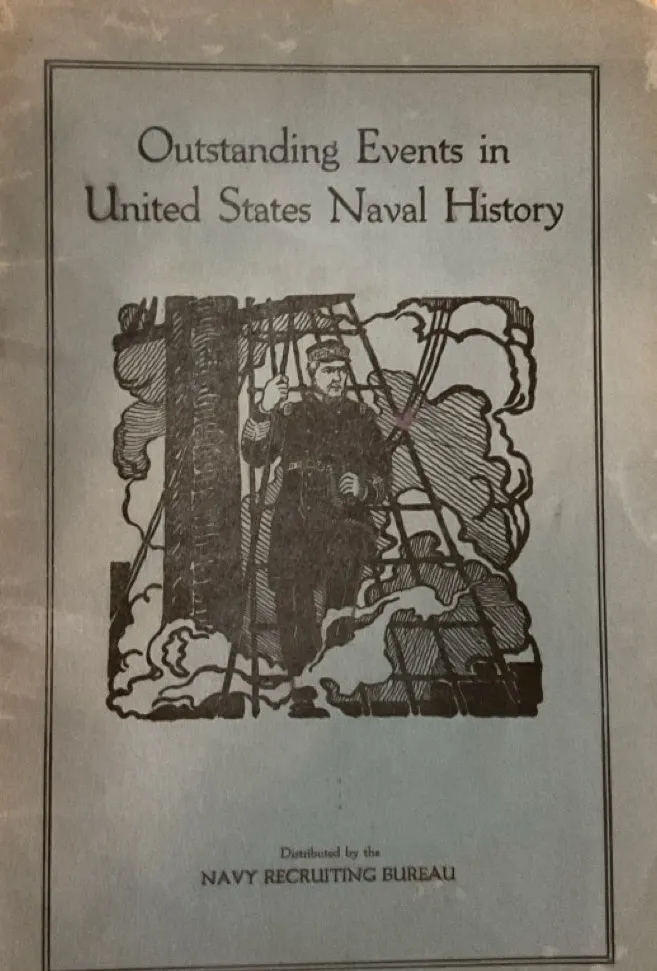 Outstanding Events in
United States Naval History
Distributed by the
NAVY RECRUITING BUREAU